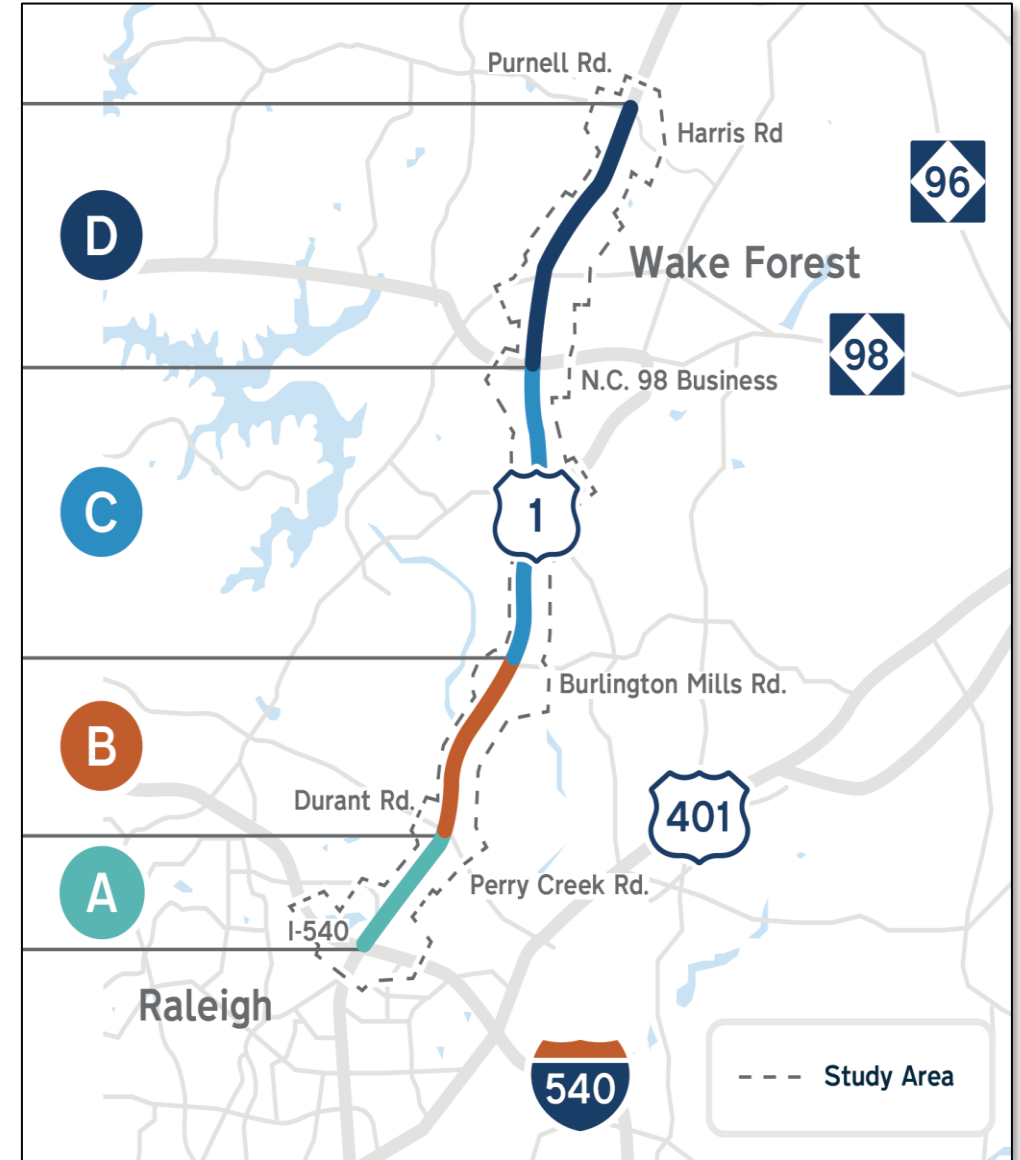 Purnell Rd.
Harris Rd
96
D
Wake Forest
98
N.C. 98 Business
C
1
Burlington Mills Rd.
B
Durant Rd.
401
A
Perry Creek Rd.
I-540
Raleigh
540
Study Area